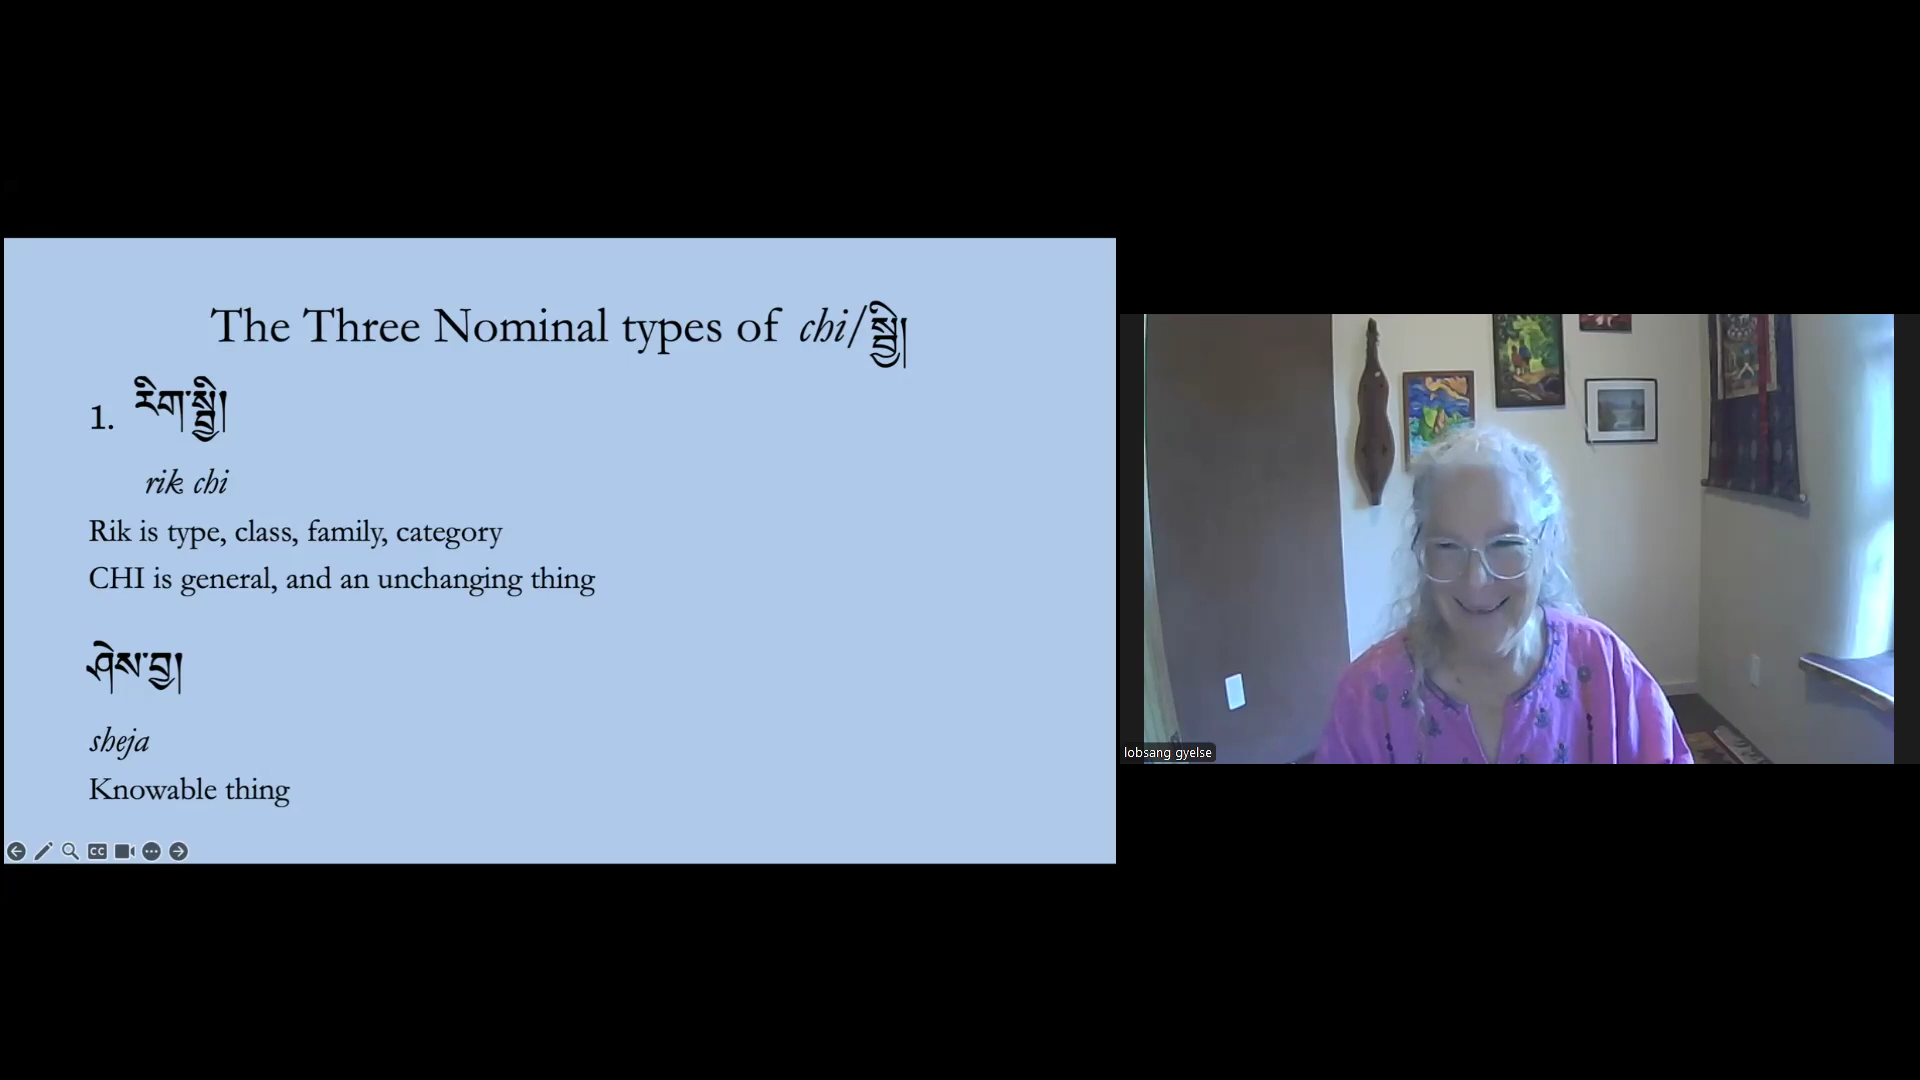 The Three Nominal types of chi/སྤྱི།
1. རིག་སྤྱི།
rik chi
Rik is type, class, family, category
CHI is general, and an unchanging thing
ཤེས་བྱ།
sheja
Knowable thing
CC
lobsang gyelse